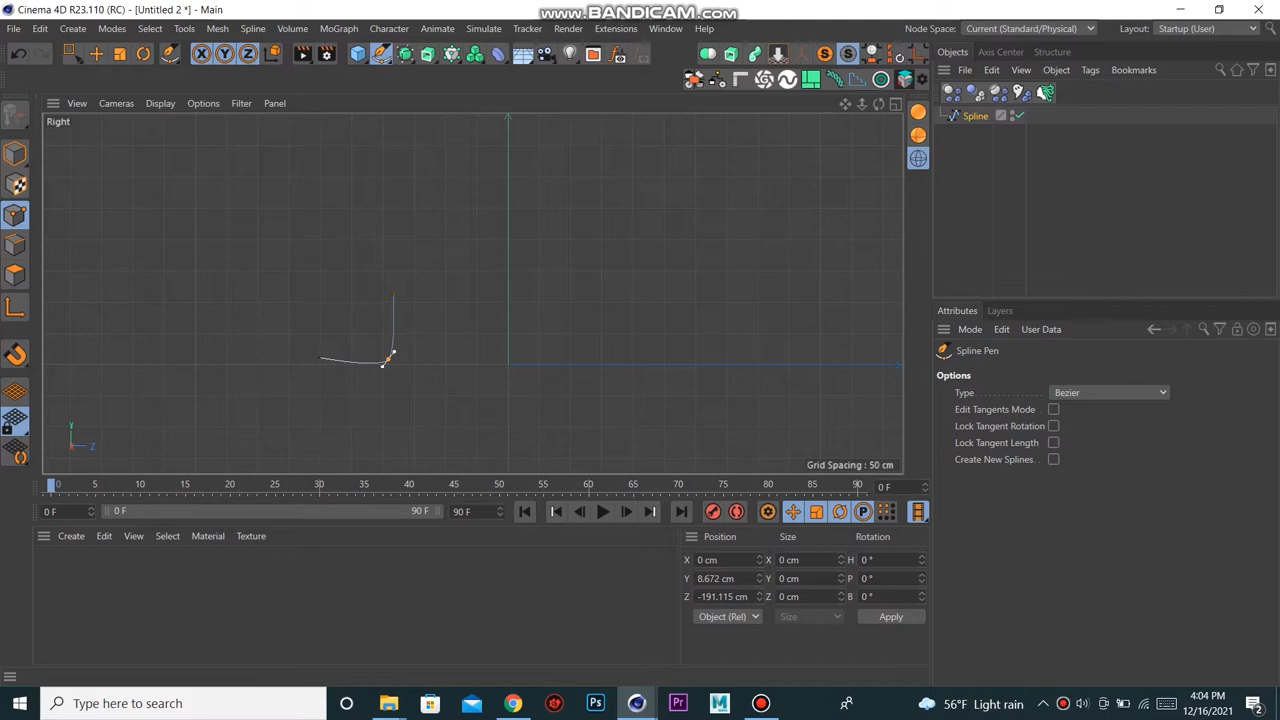 Cinema 4D R23.110 (RC) - [Untitled 2 *] - Main
www.BANDICAM.com
File Edit Create Modes Select Tools Spline Mesh Volume MoGraph Character Animate Simulate Tracker Render Extensions Window Help
Node Space: Current (Standard/Physical) Layout: Startup (User)
X Y Z
Objects Axis Center Structure
File Edit View Object Tags Bookmarks
Spline
View Cameras Display Options Filter Panel
Right
Y
X Z
Grid Spacing : 50 cm
0 5 10 15 20 25 30 35 40 45 50 55 60 65 70 75 80 85 90 0 F
0 F 0 F 90 F 90 F
Create Edit View Select Material Texture
Position Size Rotation
X 0 cm X 0 cm H 0 °
Y 8.672 cm Y 0 cm P 0 °
Z -191.115 cm Z 0 cm B 0 °
Object (Rel) Size Apply
Attributes Layers
Mode Edit User Data
Spline Pen
Options
Type Bezier
Edit Tangents Mode
Lock Tangent Rotation
Lock Tangent Length
Create New Splines
Type here to search
Ps
Pr
M
56°F Light rain
4:04 PM
12/16/2021
2